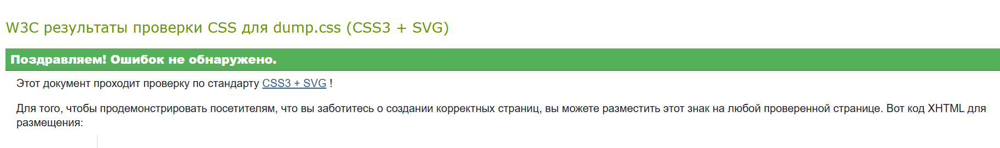 W3C результаты проверки CSS для dump.css (CSS3 + SVG)
Поздравляем! Ошибок не обнаружено.
Этот документ проходит проверку по стандарту CSS3 + SVG !
Для того, чтобы продемонстрировать посетителям, что вы заботитесь о создании корректных страниц, вы можете разместить этот знак на любой проверенной странице. Вот код XHTML для
размещения: